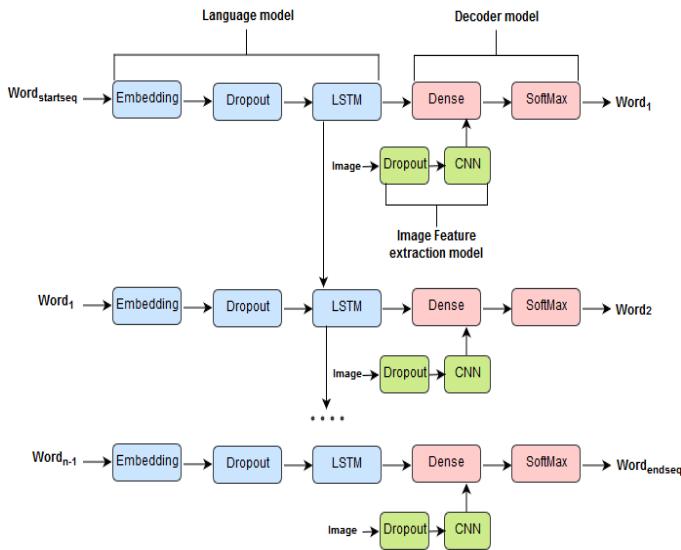 Language model
Decoder model
Word startseq
Embedding
Dropout
LSTM
Dense
SoftMax
Word1
Image
Dropout
CNN
Image Feature
extraction model
Word1
Embedding
Dropout
LSTM
Dense
SoftMax
Word2
Image
Dropout
CNN
....
Wordn-1
Embedding
Dropout
LSTM
Dense
SoftMax
Wordendseq
Image
Dropout
CNN